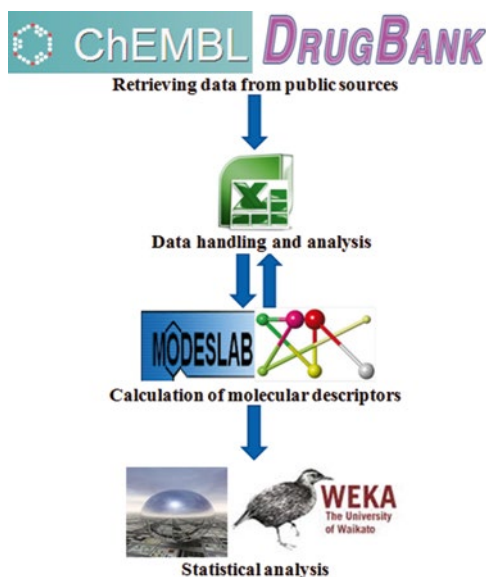 ChEMBL DRUGBANK
Retrieving data from public sources
X
Data handling and analysis
MODESLAB
Calculation of molecular descriptors
WEKA
The University
of Waikato
Statistical analysis